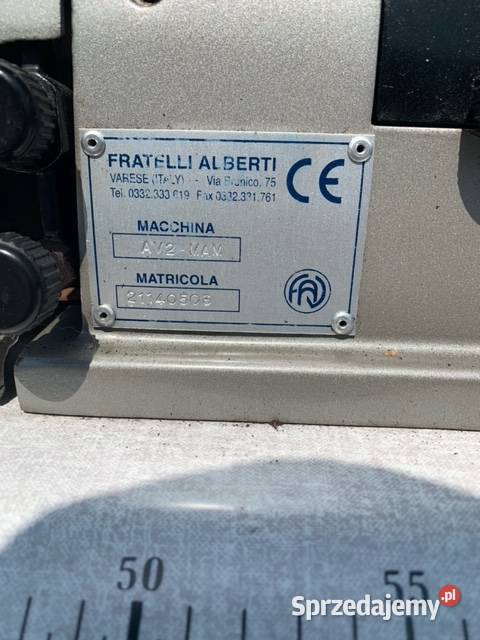 FRATELLI ALBERTI
VARESE (ITALY) - Via Brunico, 75
Tel. 0332.333.619 Fax 0332.331.761
CE
MACCHINA
AV2-MAM
MATRICOLA
21140503
50
55
Sprzedajemy.pl